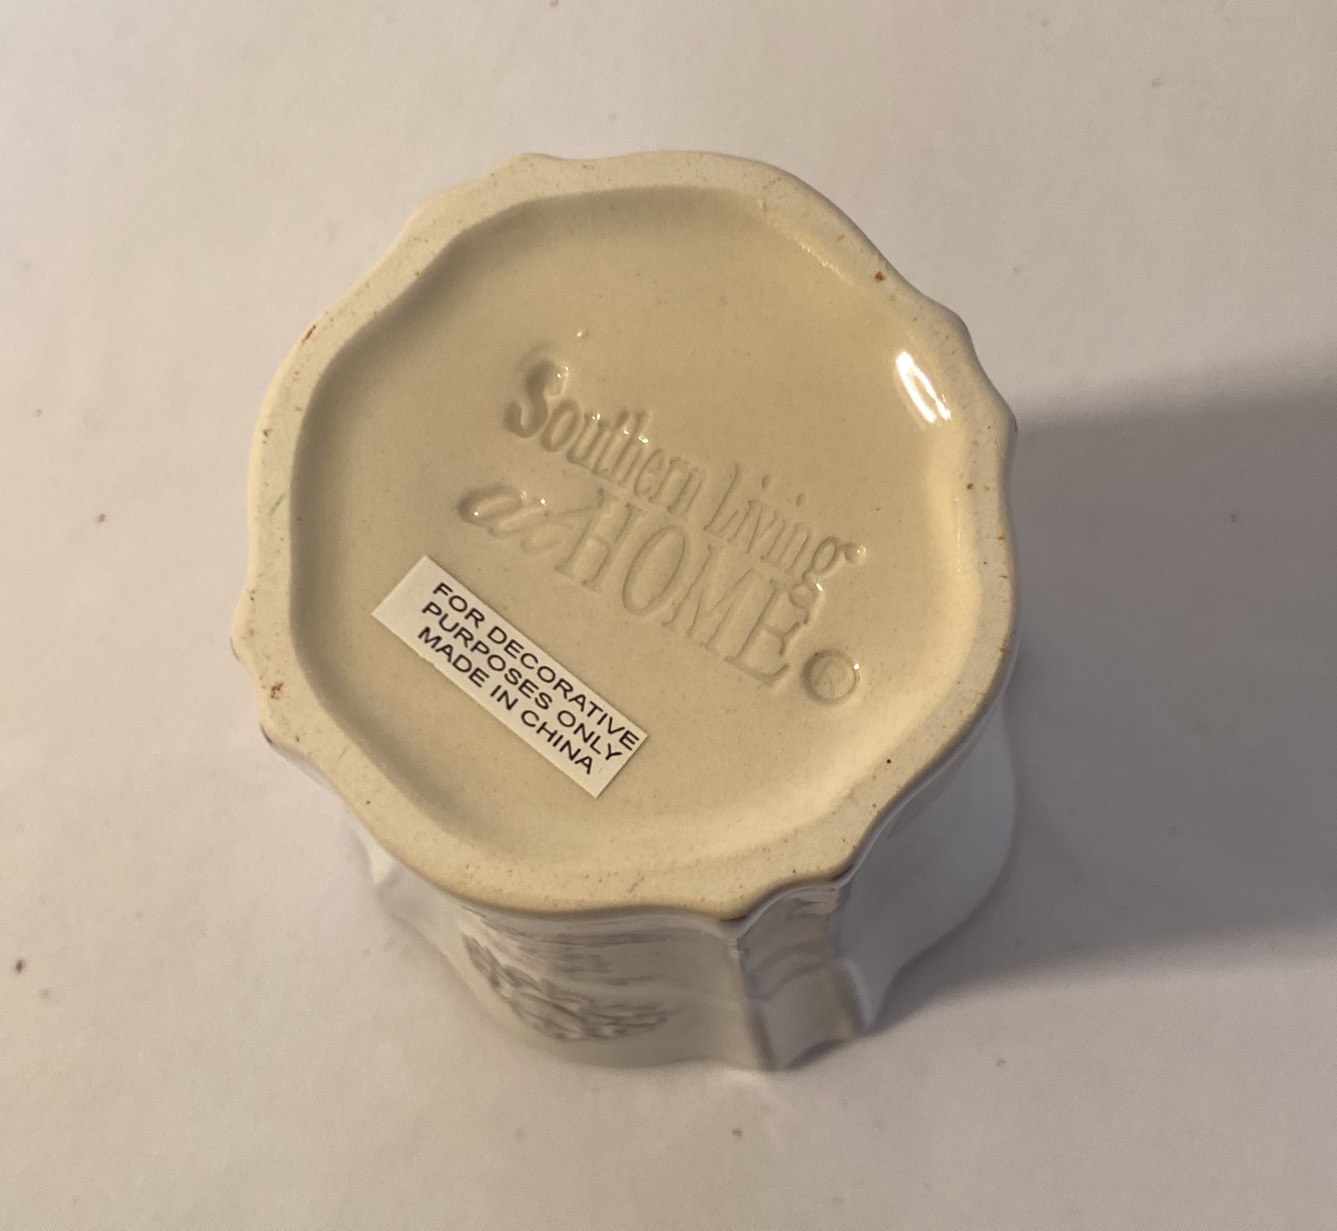 Southern Living®
at HOME®
FOR DECORATIVE
PURPOSES ONLY
MADE IN CHINA